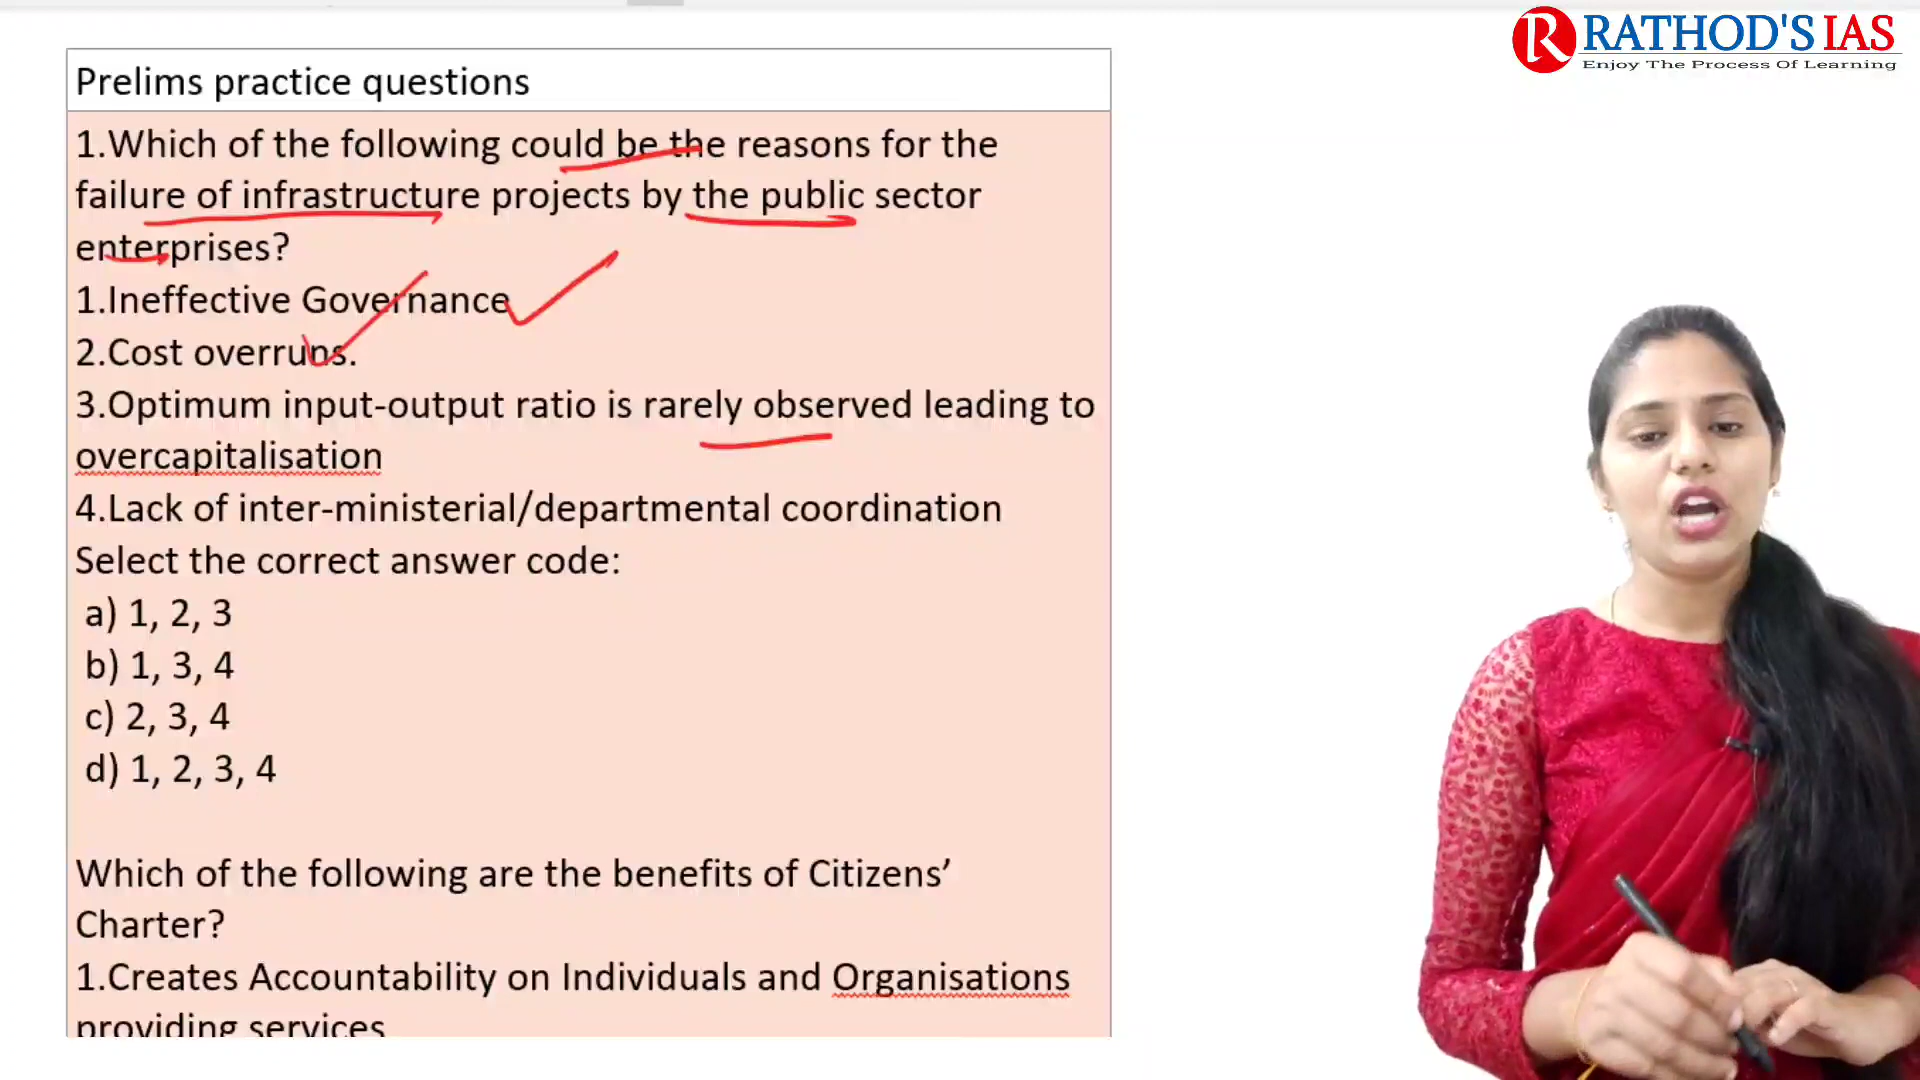 RATHOD'S IAS
Enjoy The Process Of Learning
Prelims practice questions
1.Which of the following could be the reasons for the
failure of infrastructure projects by the public sector
enterprises?
1.Ineffective Governance
2.Cost overruns.
3.Optimum input-output ratio is rarely observed leading to
overcapitalisation
4.Lack of inter-ministerial/departmental coordination
Select the correct answer code:
a) 1, 2, 3
b) 1, 3, 4
c) 2, 3, 4
d) 1, 2, 3, 4
Which of the following are the benefits of Citizens’
Charter?
1.Creates Accountability on Individuals and Organisations
providing services